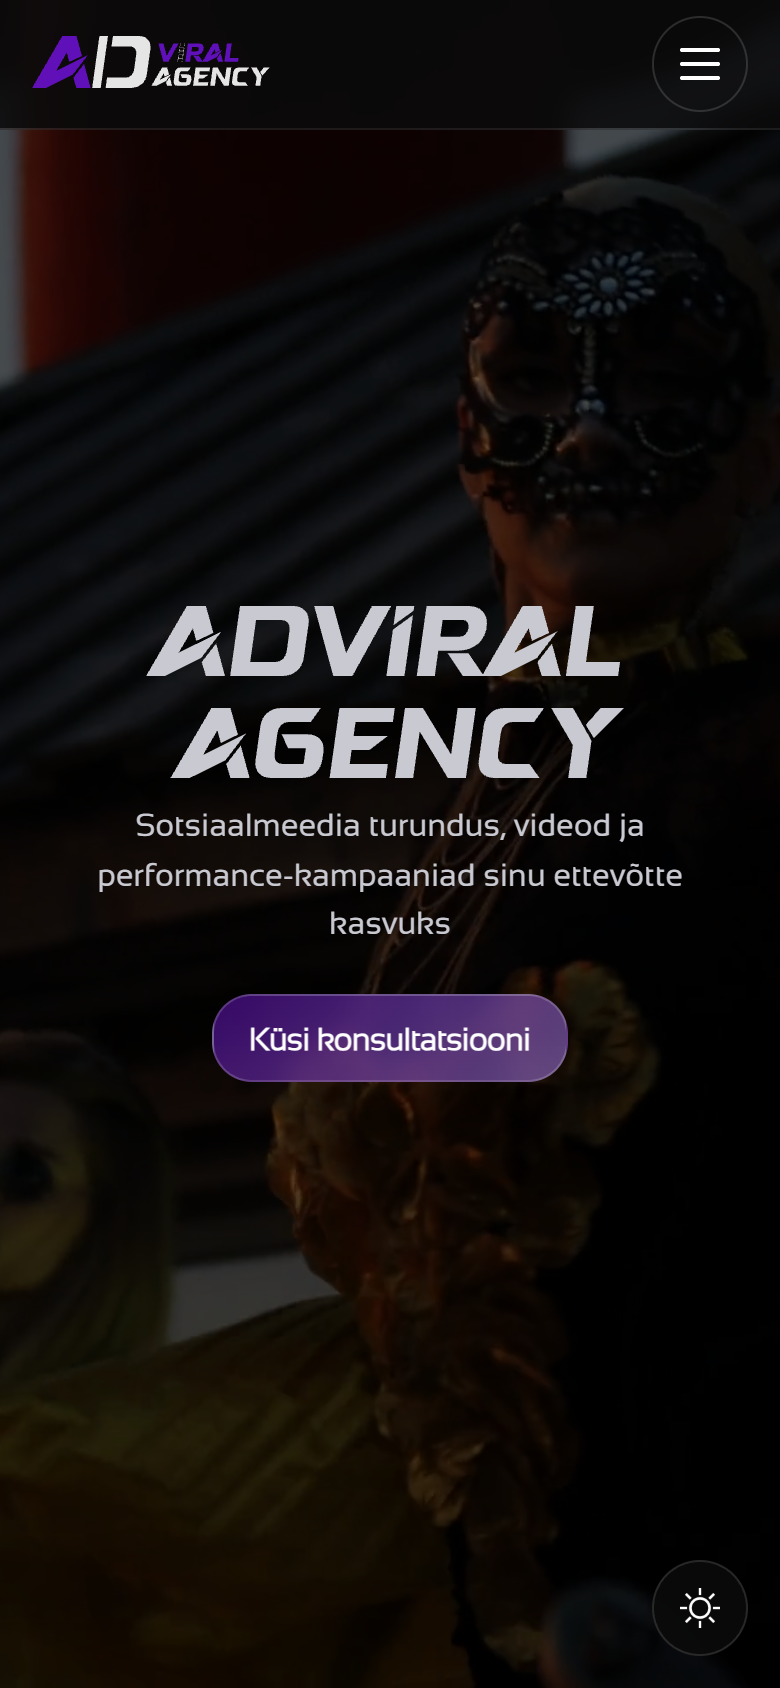 AD VIRAL
AGENCY
ADVIRAL
AGENCY
Sotsiaalmeedia turundus, videod ja
performance-kampaaniad sinu ettevõtte
kasvuks
Küsi konsultatsiooni